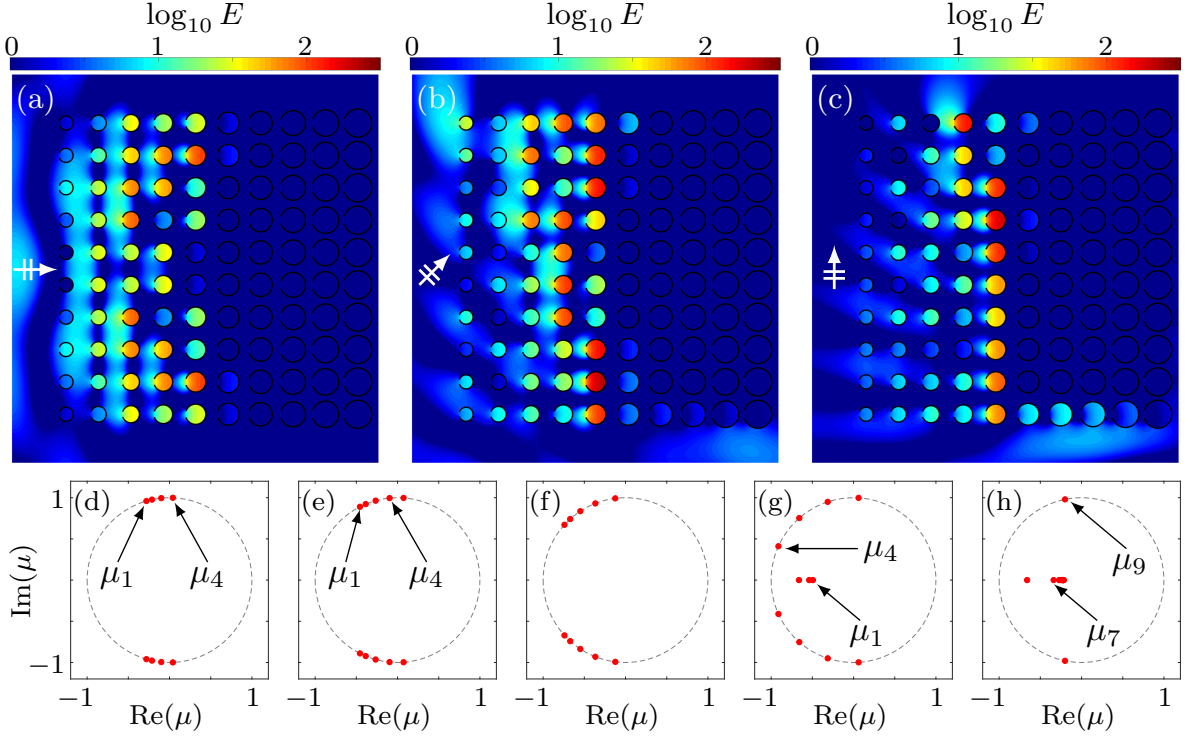 log₁₀ E log₁₀ E log₁₀ E
0 1 2 0 1 2 0 1 2
(a) (b) (c)
(d) (e) (f) (g) (h)
1
μ₁ μ₄ μ₁ μ₄ μ₄ μ₁ μ₉ μ₇
Im(μ)
−1
−1 1 −1 1 −1 1 −1 1 −1 1
Re(μ) Re(μ) Re(μ) Re(μ) Re(μ)